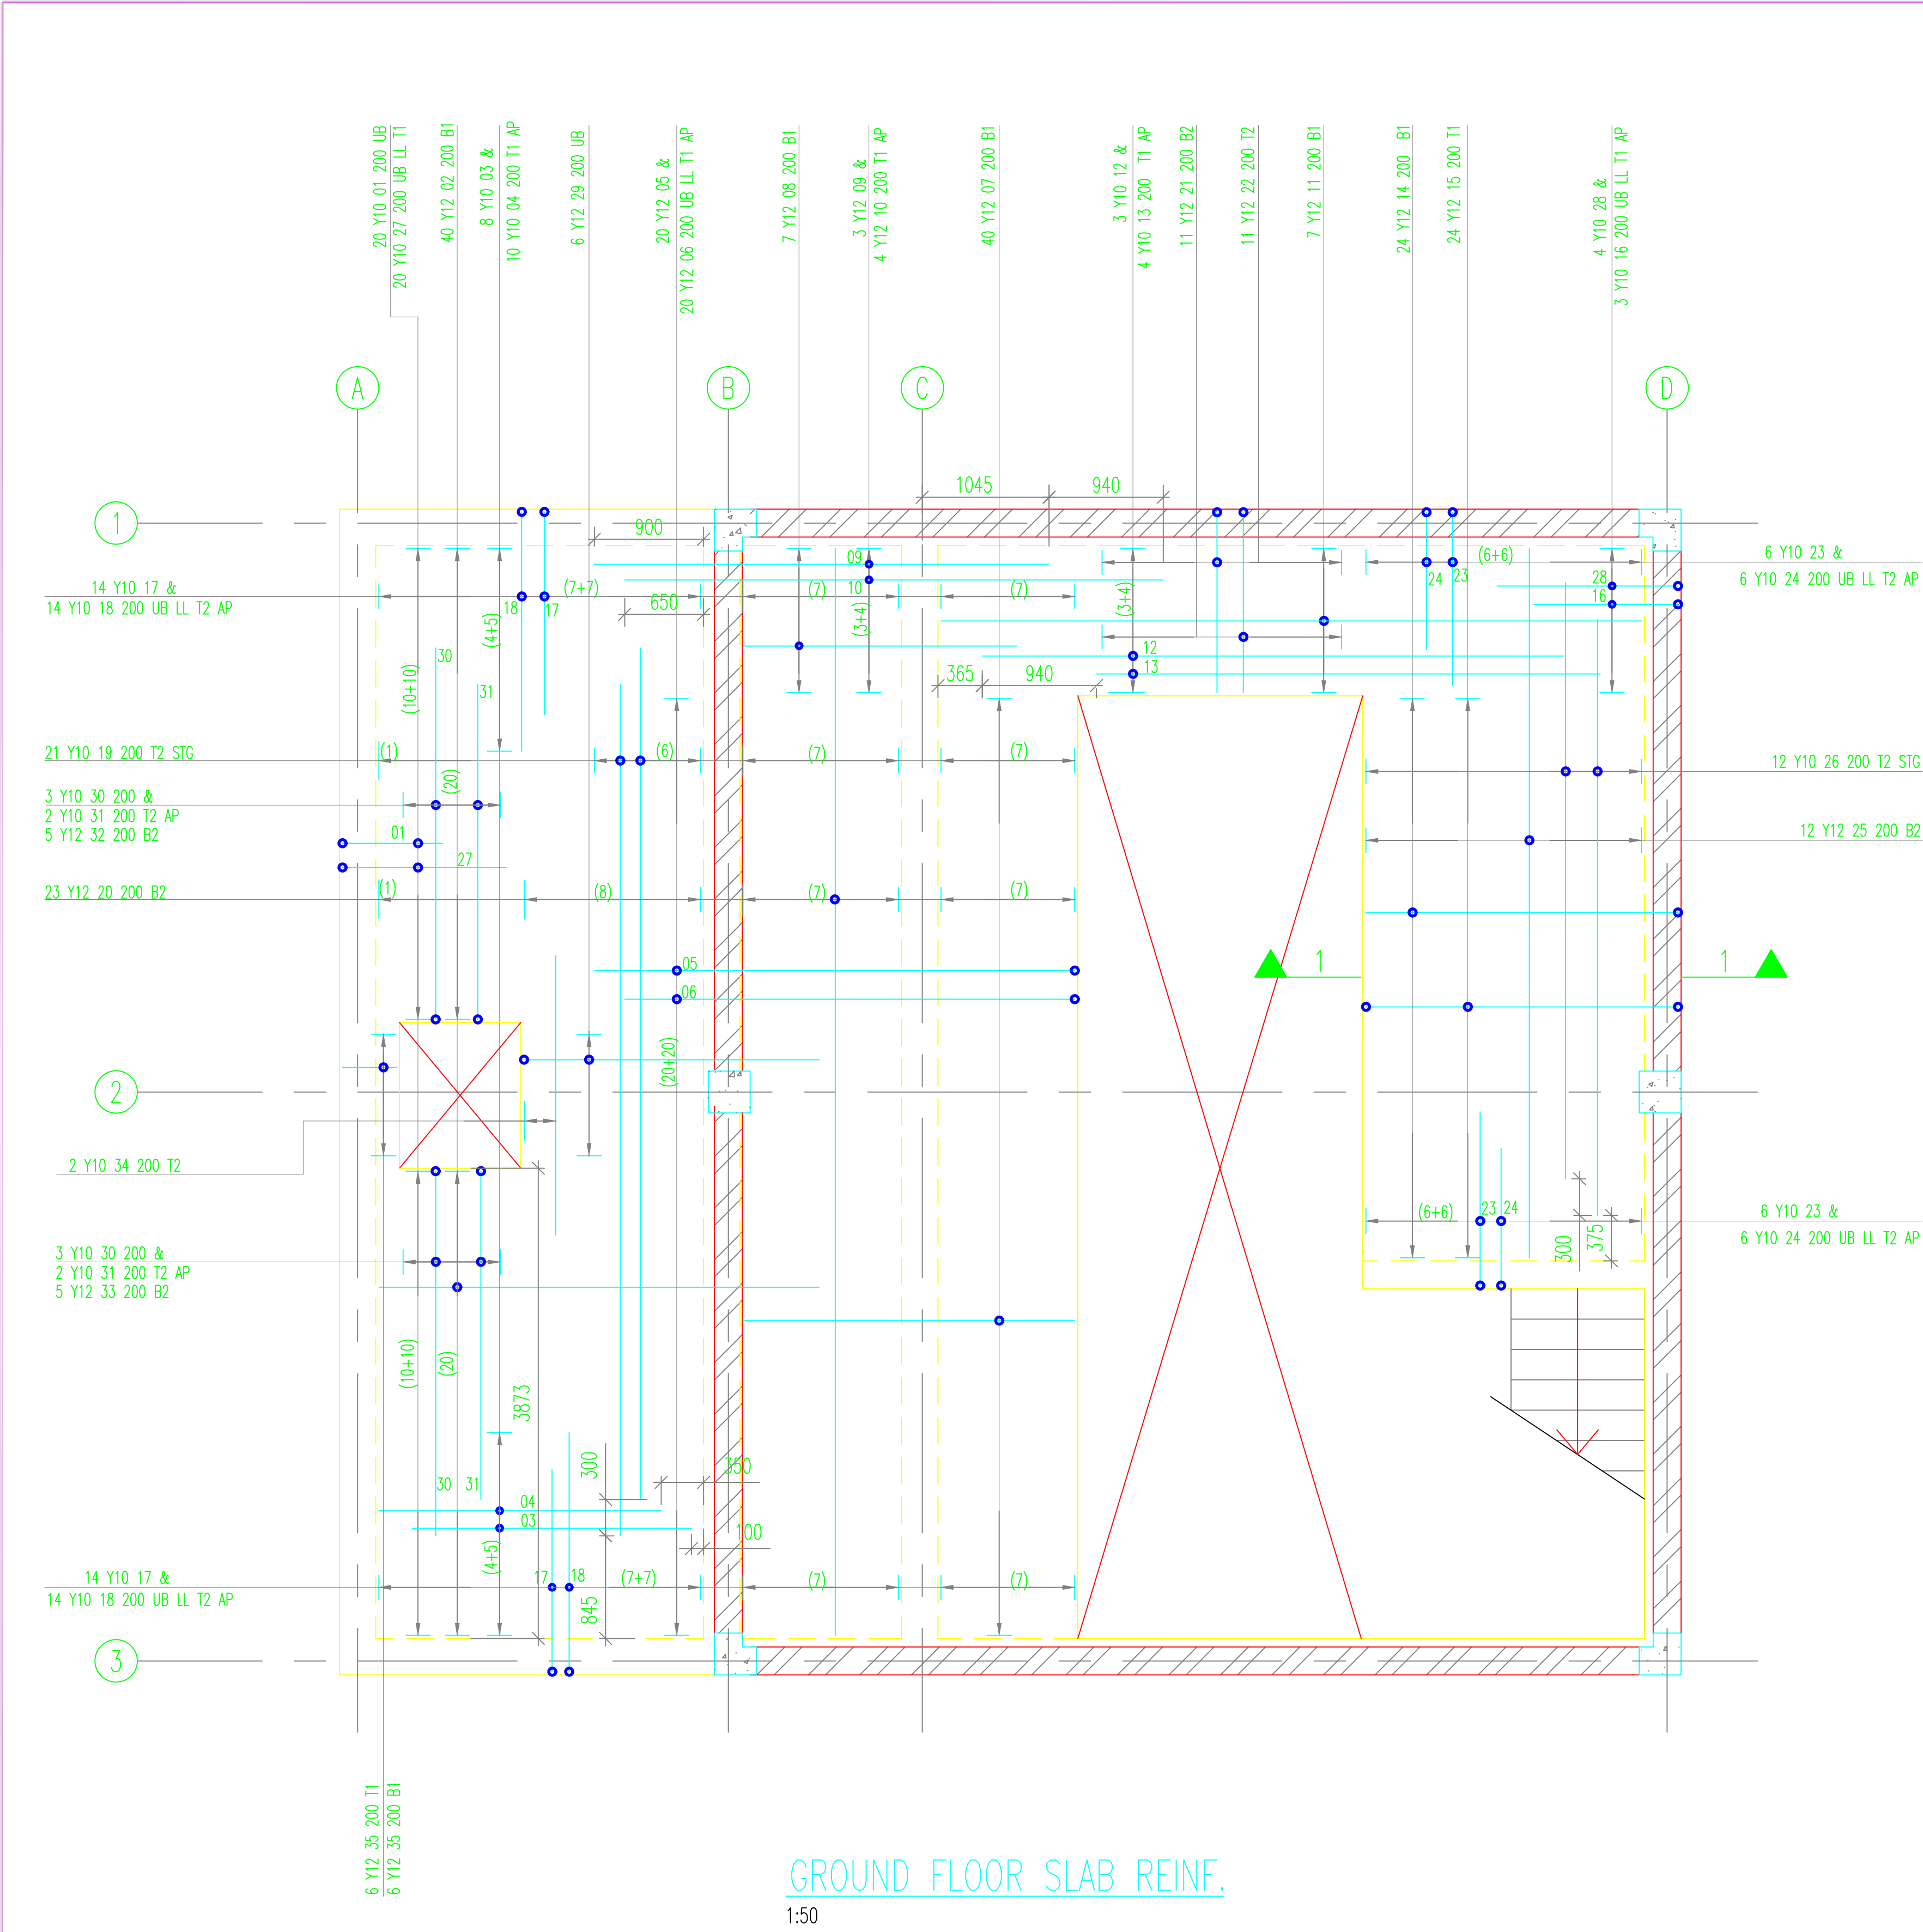 20 Y10 01 200 UB
20 Y10 27 200 UB LL T1
40 Y12 02 200 B1
8 Y10 03 &
10 Y10 04 200 T1 AP
6 Y12 29 200 UB
20 Y12 05 &
20 Y12 06 200 UB LL T1 AP
7 Y12 08 200 B1
3 Y12 09 &
4 Y12 10 200 T1 AP
40 Y12 07 200 B1
3 Y10 12 &
4 Y10 13 200 T1 AP
11 Y12 21 200 B2
11 Y12 22 200 T2
7 Y12 11 200 B1
24 Y12 14 200 B1
24 Y12 15 200 T1
4 Y10 28 &
3 Y10 16 200 UB LL T1 AP
A
B
C
D
1045
940
1
900
09
(6+6)
6 Y10 23 &
24
23
28
6 Y10 24 200 UB LL T2 AP
14 Y10 17 &
(7+7)
(7)
10
(7)
(3+4)
14 Y10 18 200 UB LL T2 AP
18
17
650
(3+4)
16
(4+5)
30
12
13
(10+10)
31
365
940
21 Y10 19 200 T2 STG
(1)
(6)
(7)
(7)
12 Y10 26 200 T2 STG
(20)
3 Y10 30 200 &
2 Y10 31 200 T2 AP
5 Y12 32 200 B2
01
12 Y12 25 200 B2
27
23 Y12 20 200 B2
(1)
(8)
(7)
(7)
05
1
1
06
(20+20)
2
2 Y10 34 200 T2
(6+6)
23
24
6 Y10 23 &
6 Y10 24 200 UB LL T2 AP
300
375
3 Y10 30 200 &
2 Y10 31 200 T2 AP
5 Y12 33 200 B2
(10+10)
(20)
3873
300
350
30
31
04
03
100
(4+5)
14 Y10 17 &
17
18
(7+7)
(7)
(7)
14 Y10 18 200 UB LL T2 AP
845
3
6 Y12 35 200 T1
6 Y12 35 200 B1
GROUND FLOOR SLAB REINF.
1:50